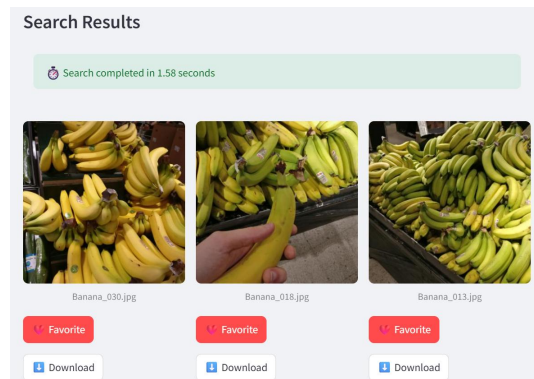 Search Results
Search completed in 1.58 seconds
Banana_030.jpg
Banana_018.jpg
Banana_013.jpg
Favorite
Favorite
Favorite
Download
Download
Download